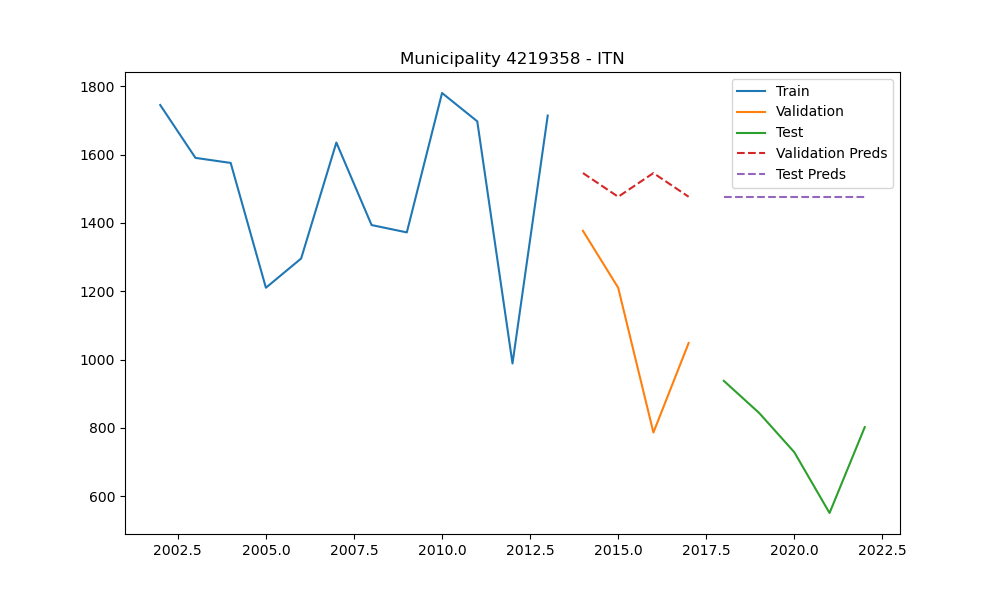 Municipality 4219358 - ITN
1800
1600
1400
1200
1000
800
600
Train
Validation
Test
Validation Preds
Test Preds
2002.5 2005.0 2007.5 2010.0 2012.5 2015.0 2017.5 2020.0 2022.5